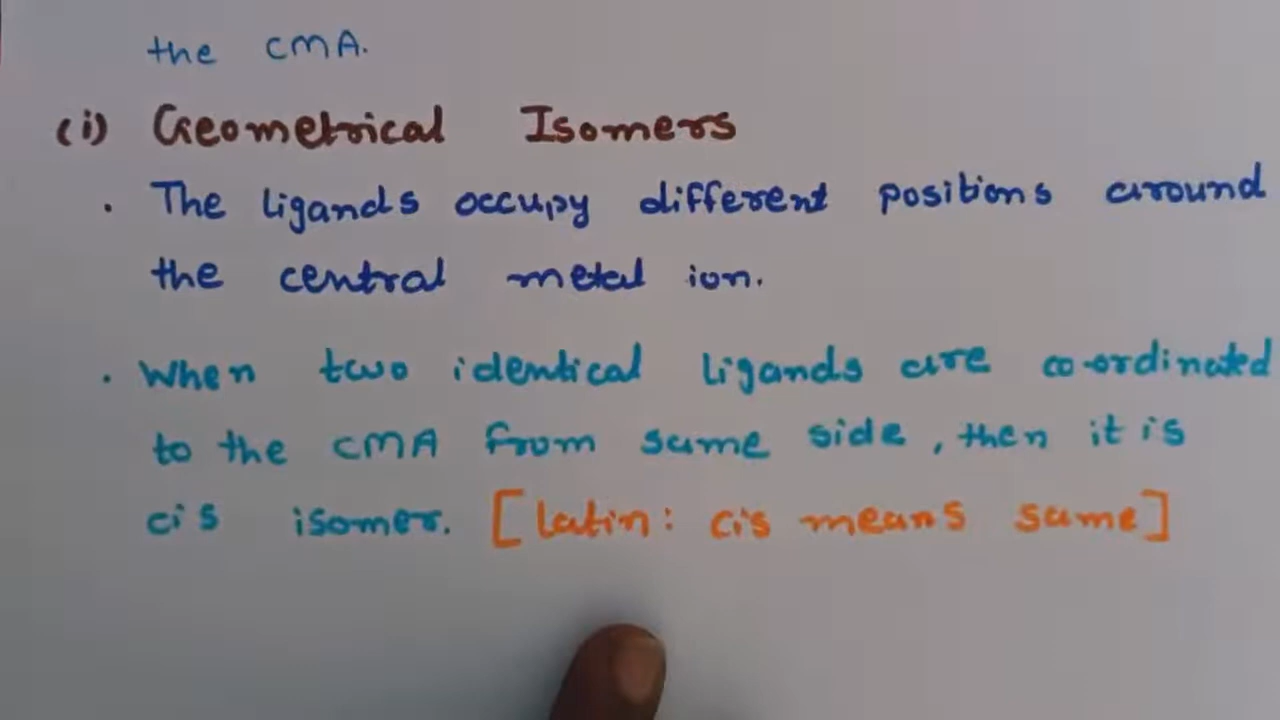 the CMA.
(i) Geometrical Isomers
. The ligands occupy different positions around
the central metal ion.
. When two identical ligands are co-ordinated
to the CMA from same side, then it is
cis isomer. [Latin: cis means same]